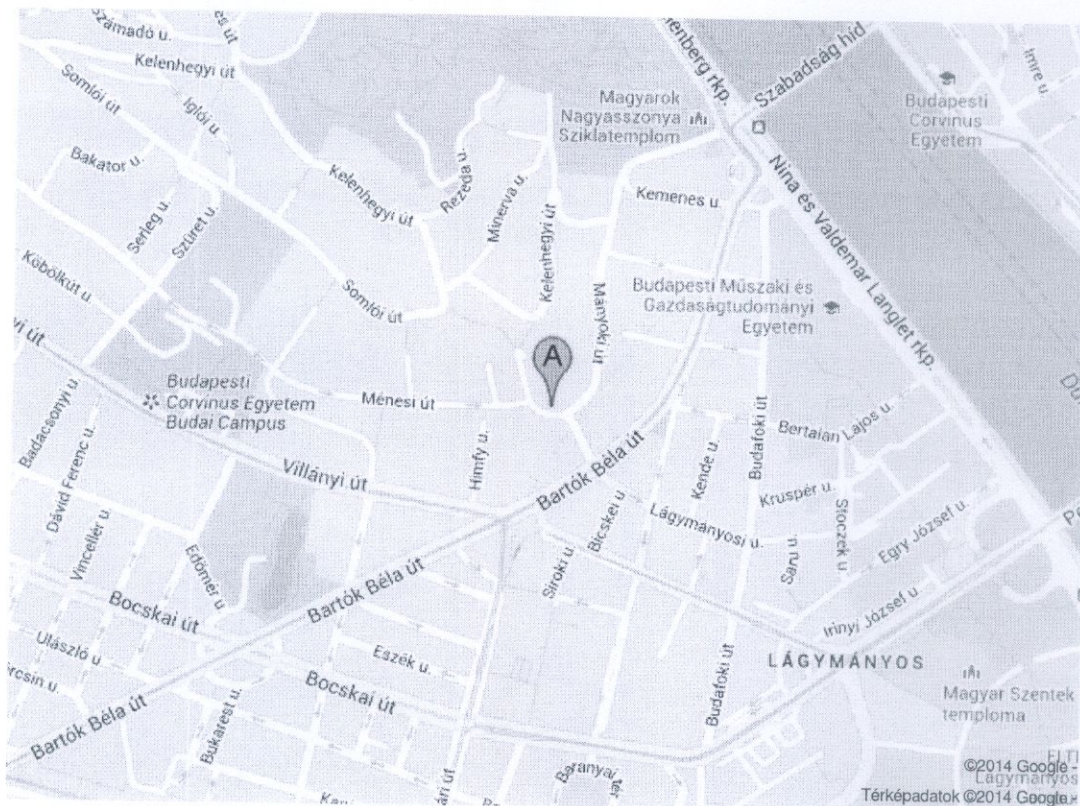 Számadó u.
Kelenhegyi út
Somlói út
Iglói u.
Bakator u.
Serleg u.
Szüret u.
Köbölkút u.
Kelenhegyi út
Rezeda u.
Minerva u.
Kelenhegyi út
Somlói út
Magyarok
Nagyasszonya
Sziklatemplom
Szabadság híd
rkp.
Budapesti
Corvinus
Egyetem
Imre u.
Nina és Valdemar Langlet rkp.
Kemenes u.
Mányoki út
Budapesti Műszaki és
Gazdaságtudományi
Egyetem
A
Budapesti
Corvinus Egyetem
Budai Campus
Ménesi út
Badacsonyi u.
Dávid Ferenc u.
Vincellér u.
Villányi út
Himfy u.
Bartók Béla út
Bicskei u
Kende u.
Budafoki út
Bertalan Lajos u.
Kruspér u.
Stoczek u
Lágymányosi u.
Saru u.
Egry József u.
Irinyi József u
Siroki u.
Edömér u
Bartók Béla út
Bocskai út
Ulászló u
Eszék u.
Bocskai út
Bukarest u.
Bartók Béla út
Budafoki út
LÁGYMÁNYOS
Magyar Szentek
temploma
Baranyai tér
©2014 Google -
Lágymányos
Térképadatok ©2014 Google -